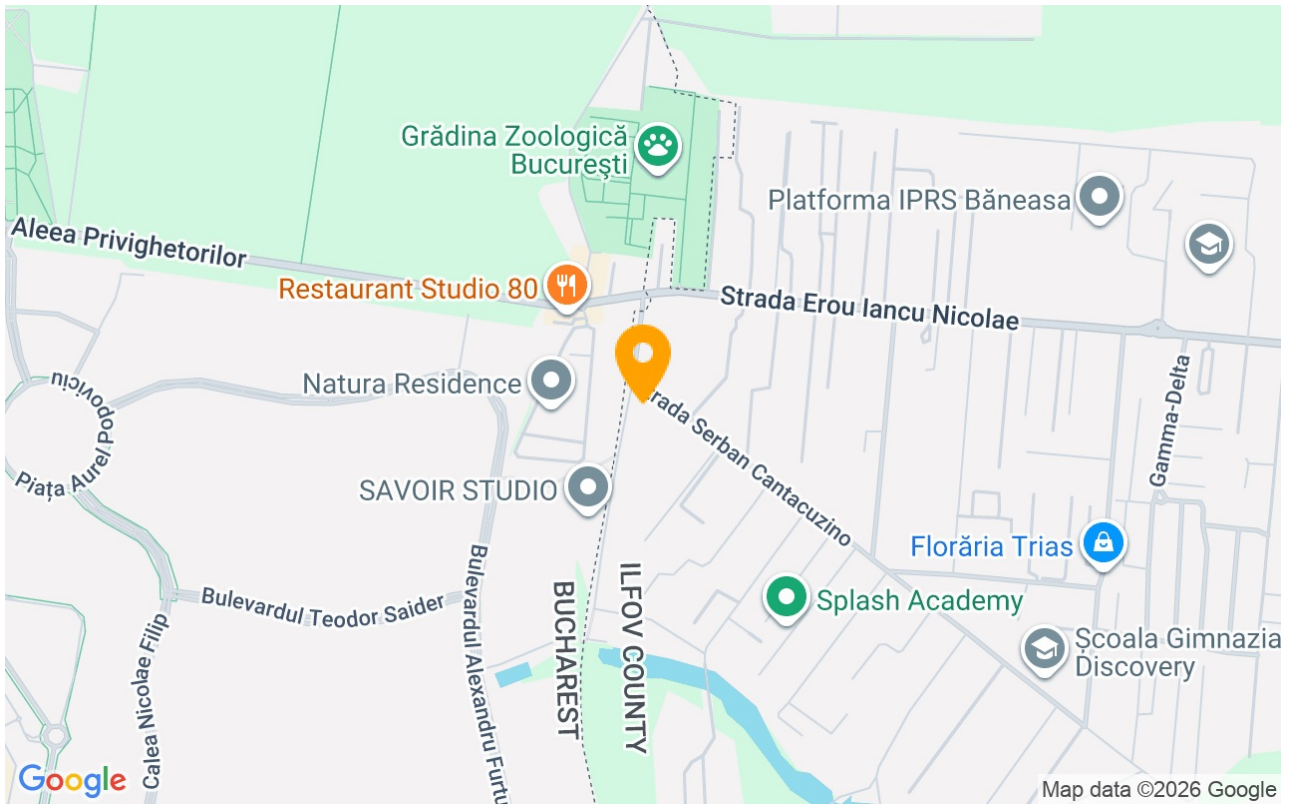 Grădina Zoologică
București
Platforma IPRS Băneasa
Aleea Privighetorilor
Restaurant Studio 80
Strada Erou Iancu Nicolae
Natura Residence
Piața Aurel Popoviciu
Gamma-Delta
Strada Serban Cantacuzino
SAVOIR STUDIO
Florăria Trias
Bulevardul Teodor Saider
Bulevardul Alexandru Furtu
BUCHAREST
ILFOV COUNTY
Splash Academy
Școala Gimnazia
Discovery
Calea Nicolae Filip
Google
Map data ©2026 Google